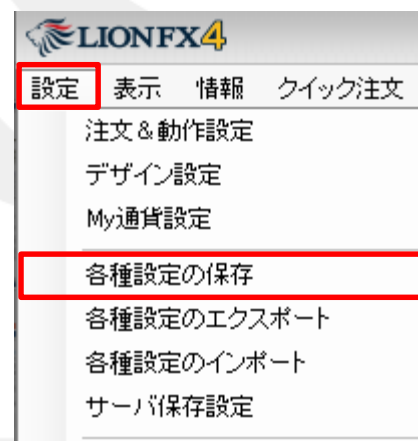 LIONFX4
設定 表示 情報 クイック注文
注文＆動作設定
デザイン設定
My通貨設定
各種設定の保存
各種設定のエクスポート
各種設定のインポート
サーバ保存設定